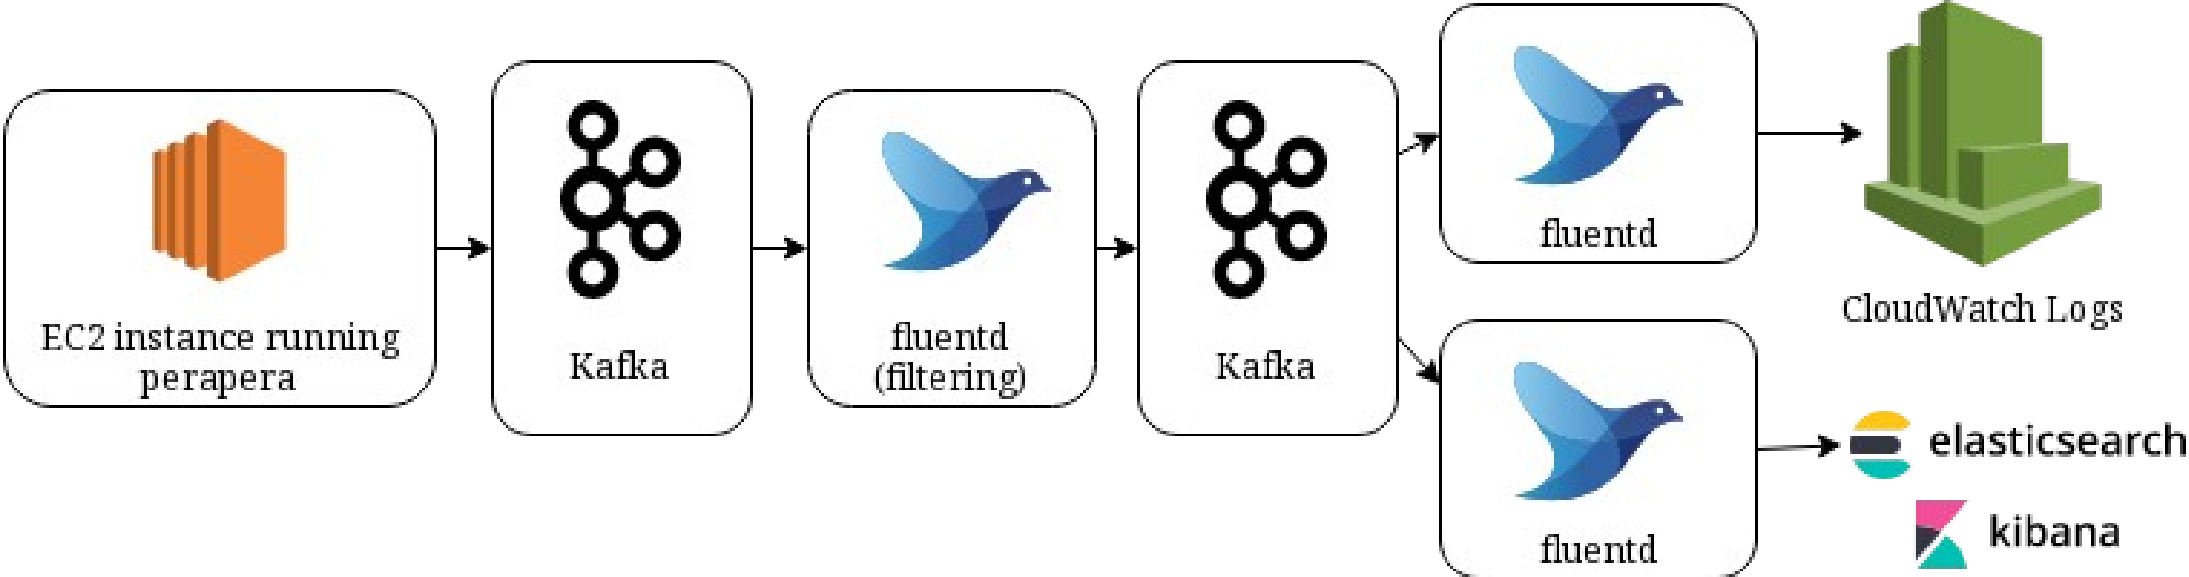 EC2 instance running
perapera
Kafka
fluentd
(filtering)
Kafka
fluentd
CloudWatch Logs
fluentd
elasticsearch
kibana